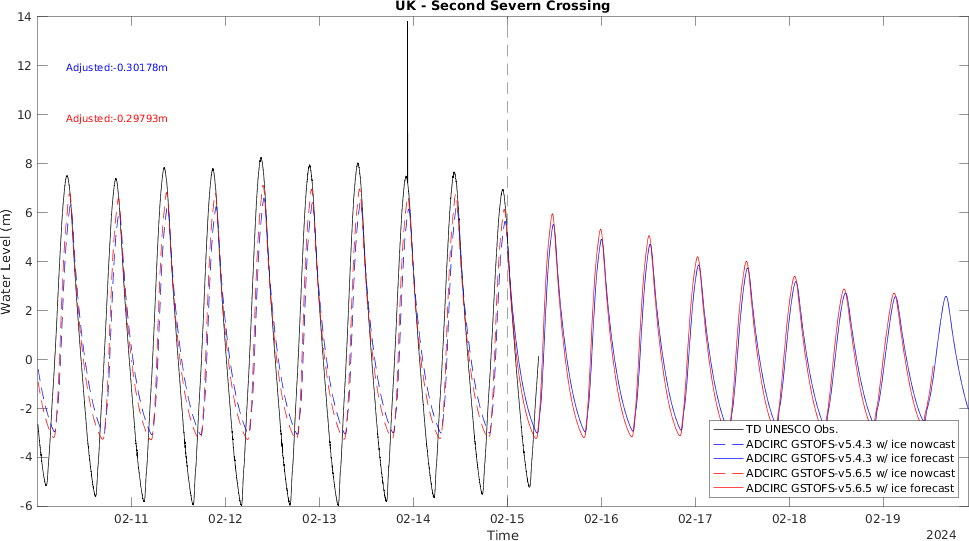 UK - Second Severn Crossing
14
12
10
8
6
4
2
0
-2
-4
-6
Water Level (m)
Adjusted:-0.30178m
Adjusted:-0.29793m
TD UNESCO Obs.
ADCIRC GSTOFS-v5.4.3 w/ ice nowcast
ADCIRC GSTOFS-v5.4.3 w/ ice forecast
ADCIRC GSTOFS-v5.6.5 w/ ice nowcast
ADCIRC GSTOFS-v5.6.5 w/ ice forecast
02-11 02-12 02-13 02-14 02-15 02-16 02-17 02-18 02-19
Time
2024